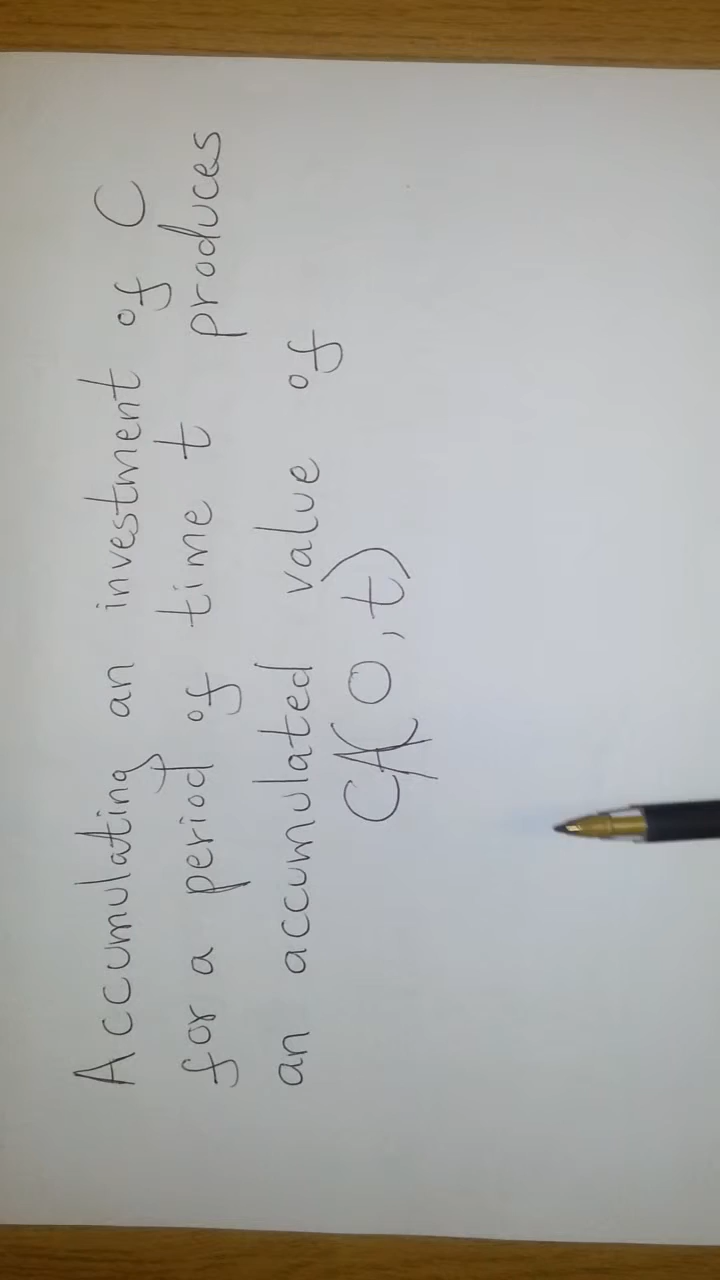 Accumulating an investment of C
for a period of time t produces
an accumulated value of
CA(0,t)